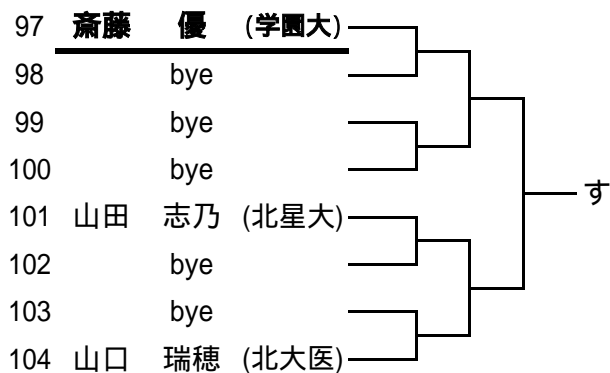 97 斎藤 優 (学園大)
98 bye
99 bye
100 bye
す
101 山田 志乃 (北星大)
102 bye
103 bye
104 山口 瑞穂 (北大医)